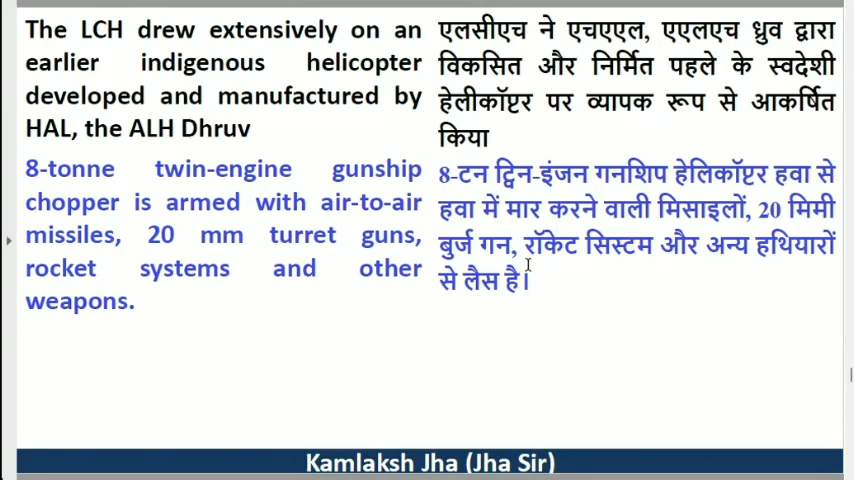 The LCH drew extensively on an
earlier indigenous helicopter
developed and manufactured by
HAL, the ALH Dhruv
8-tonne twin-engine gunship
chopper is armed with air-to-air
missiles, 20 mm turret guns,
rocket systems and other
weapons.
एलसीएच ने एचएएल, एएलएच ध्रुव द्वारा
विकसित और निर्मित पहले के स्वदेशी
हेलीकॉप्टर पर व्यापक रूप से आकर्षित
किया
8-टन ट्विन-इंजन गनशिप हेलिकॉप्टर हवा से
हवा में मार करने वाली मिसाइलों, 20 मिमी
बुर्ज गन, रॉकेट सिस्टम और अन्य हथियारों
से लैस है।
Kamlaksh Jha (Jha Sir)